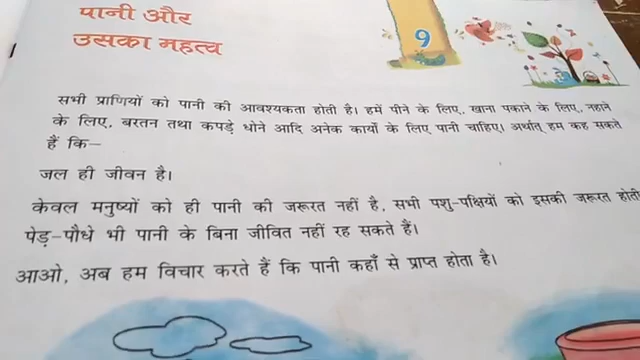 पानी और
उसका महत्व
9
सभी प्राणियों को पानी की आवश्यकता होती है। हमें पीने के लिए, खाना पकाने के लिए, नहाने
के लिए, बरतन तथा कपड़े धोने आदि अनेक कार्यो के लिए पानी चाहिए। अर्थात् हम कह सकते
हैं कि–
जल ही जीवन है।
केवल मनुष्यों को ही पानी की जरूरत नहीं है, सभी पशु-पक्षियों को इसकी जरूरत होती
पेड़-पौधे भी पानी के बिना जीवित नहीं रह सकते हैं।
आओ, अब हम विचार करते हैं कि पानी कहाँ से प्राप्त होता है।